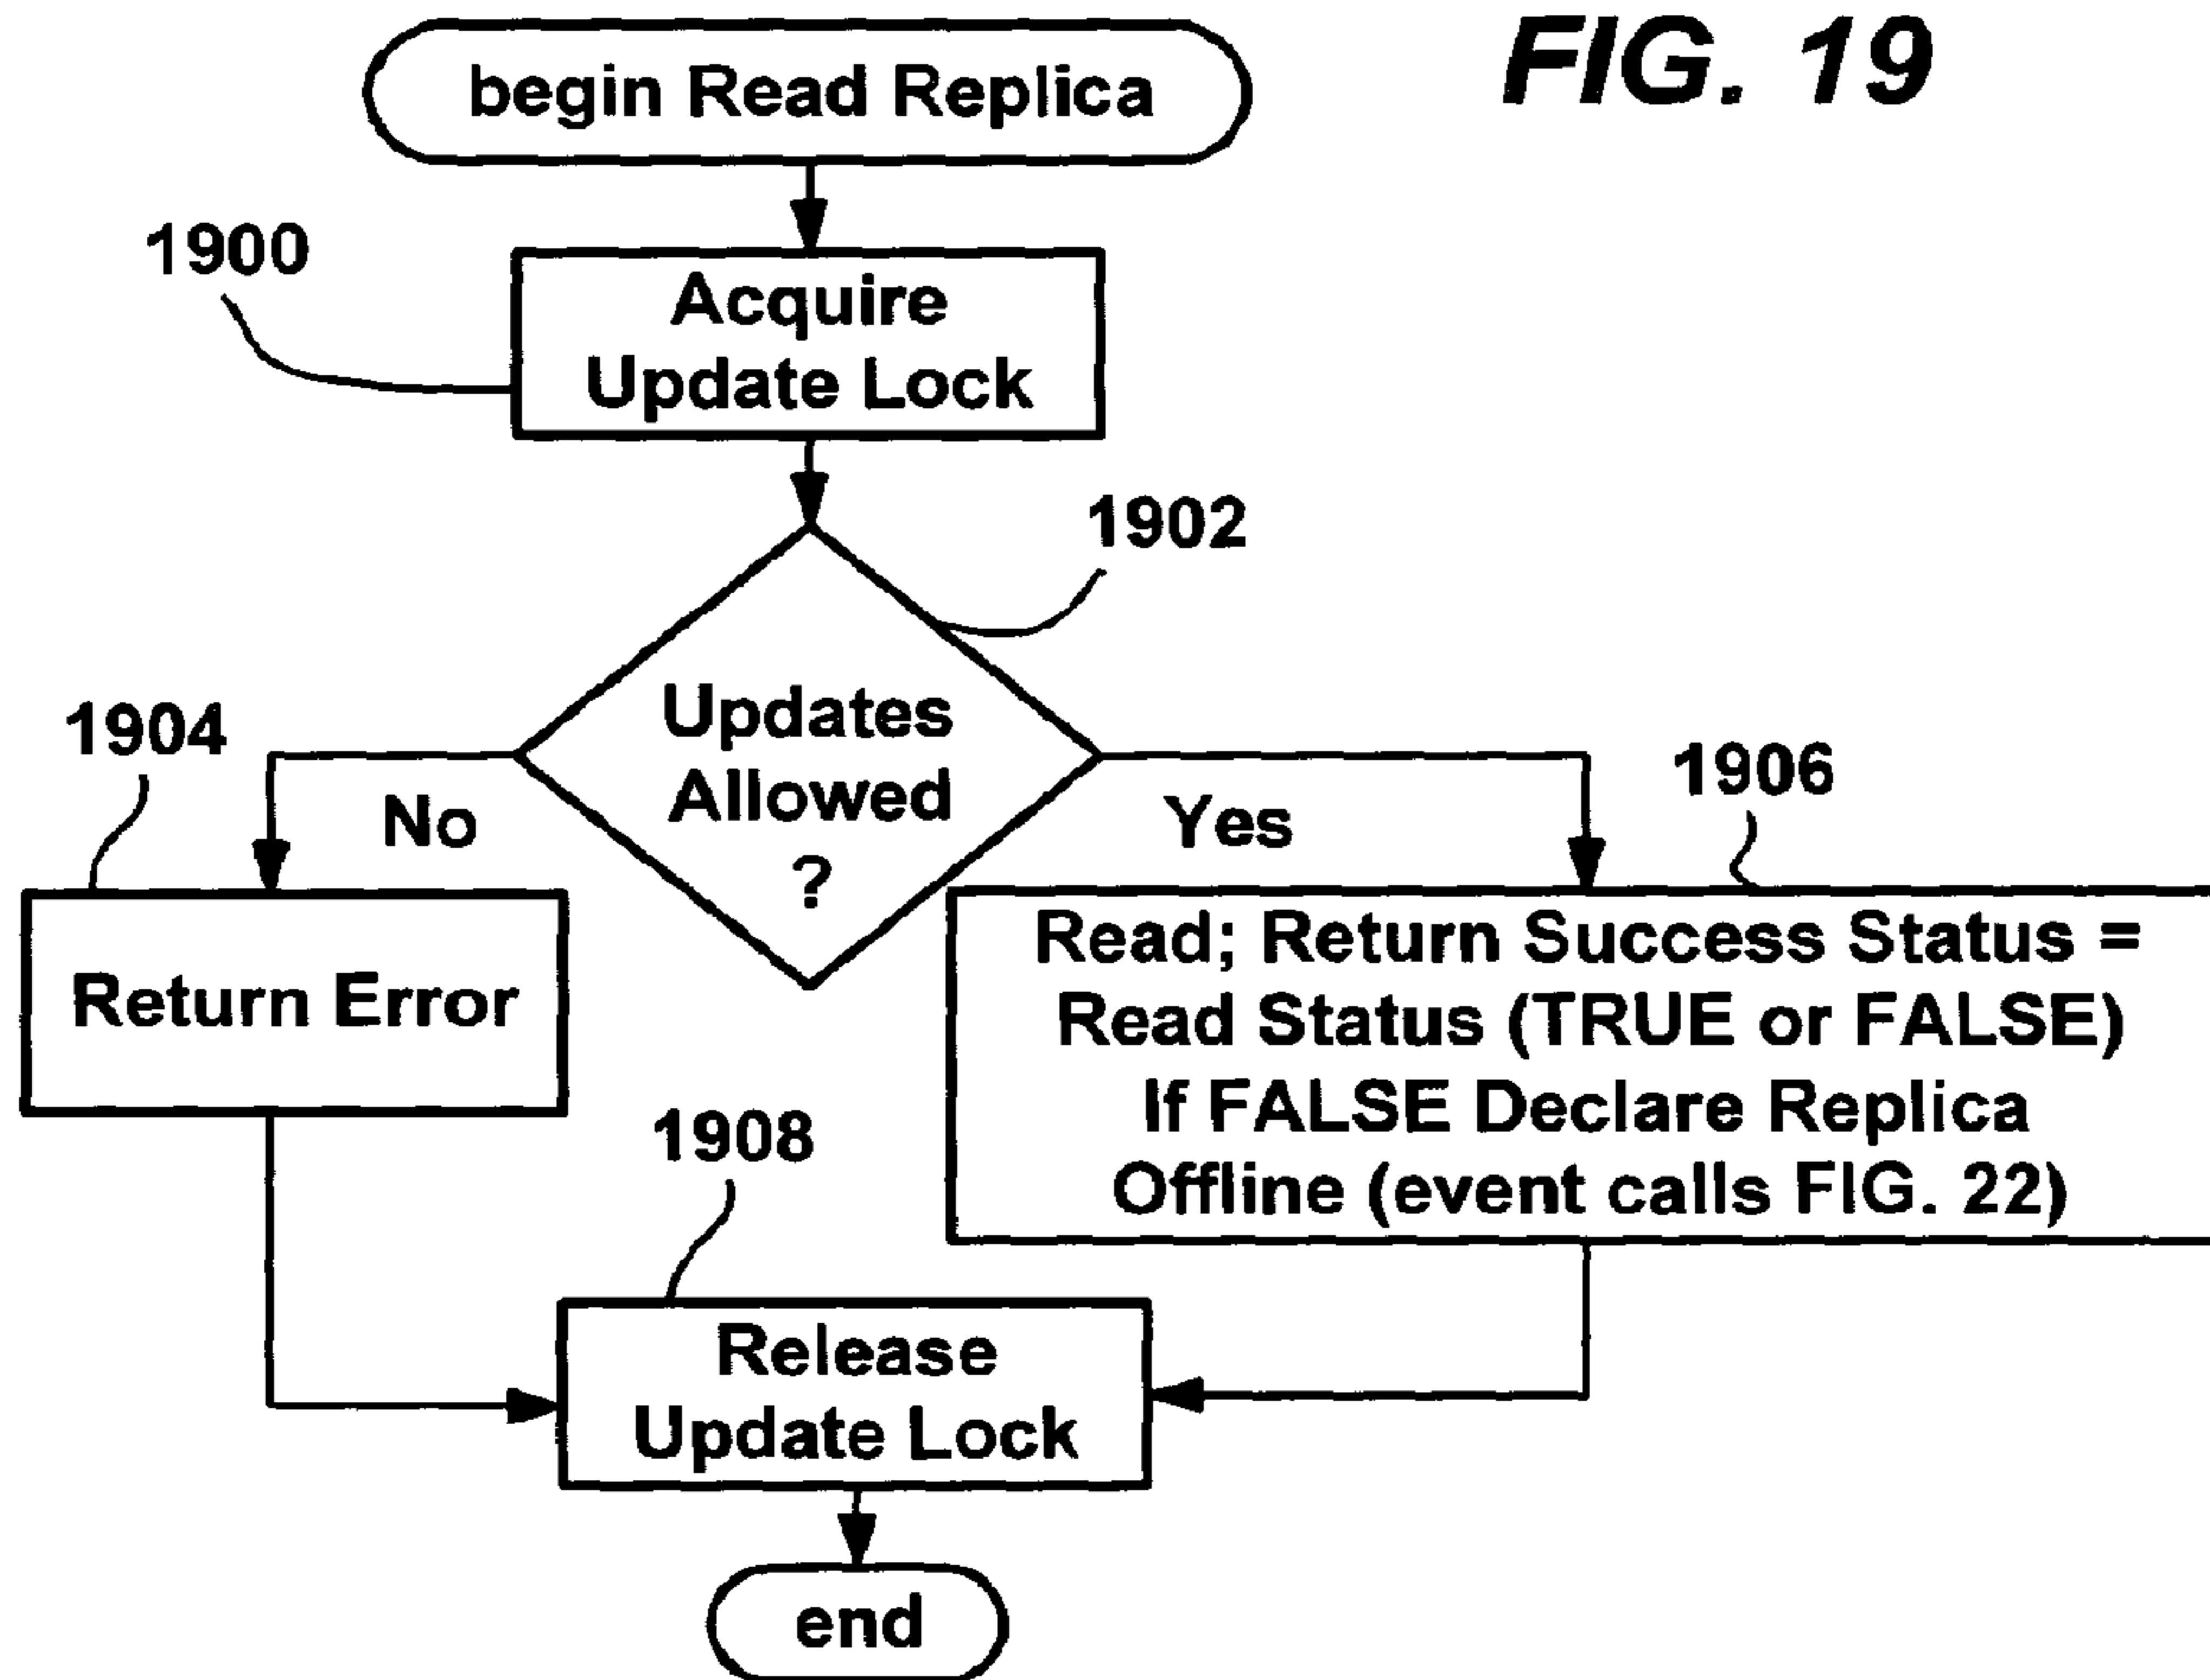 FIG. 19
begin Read Replica
1900
Acquire
Update Lock
1902
Updates
Allowed
?
1904
No
Yes
1906
Return Error
Read; Return Success Status =
Read Status (TRUE or FALSE)
If FALSE Declare Replica
Offline (event calls FIG. 22)
1908
Release
Update Lock
end